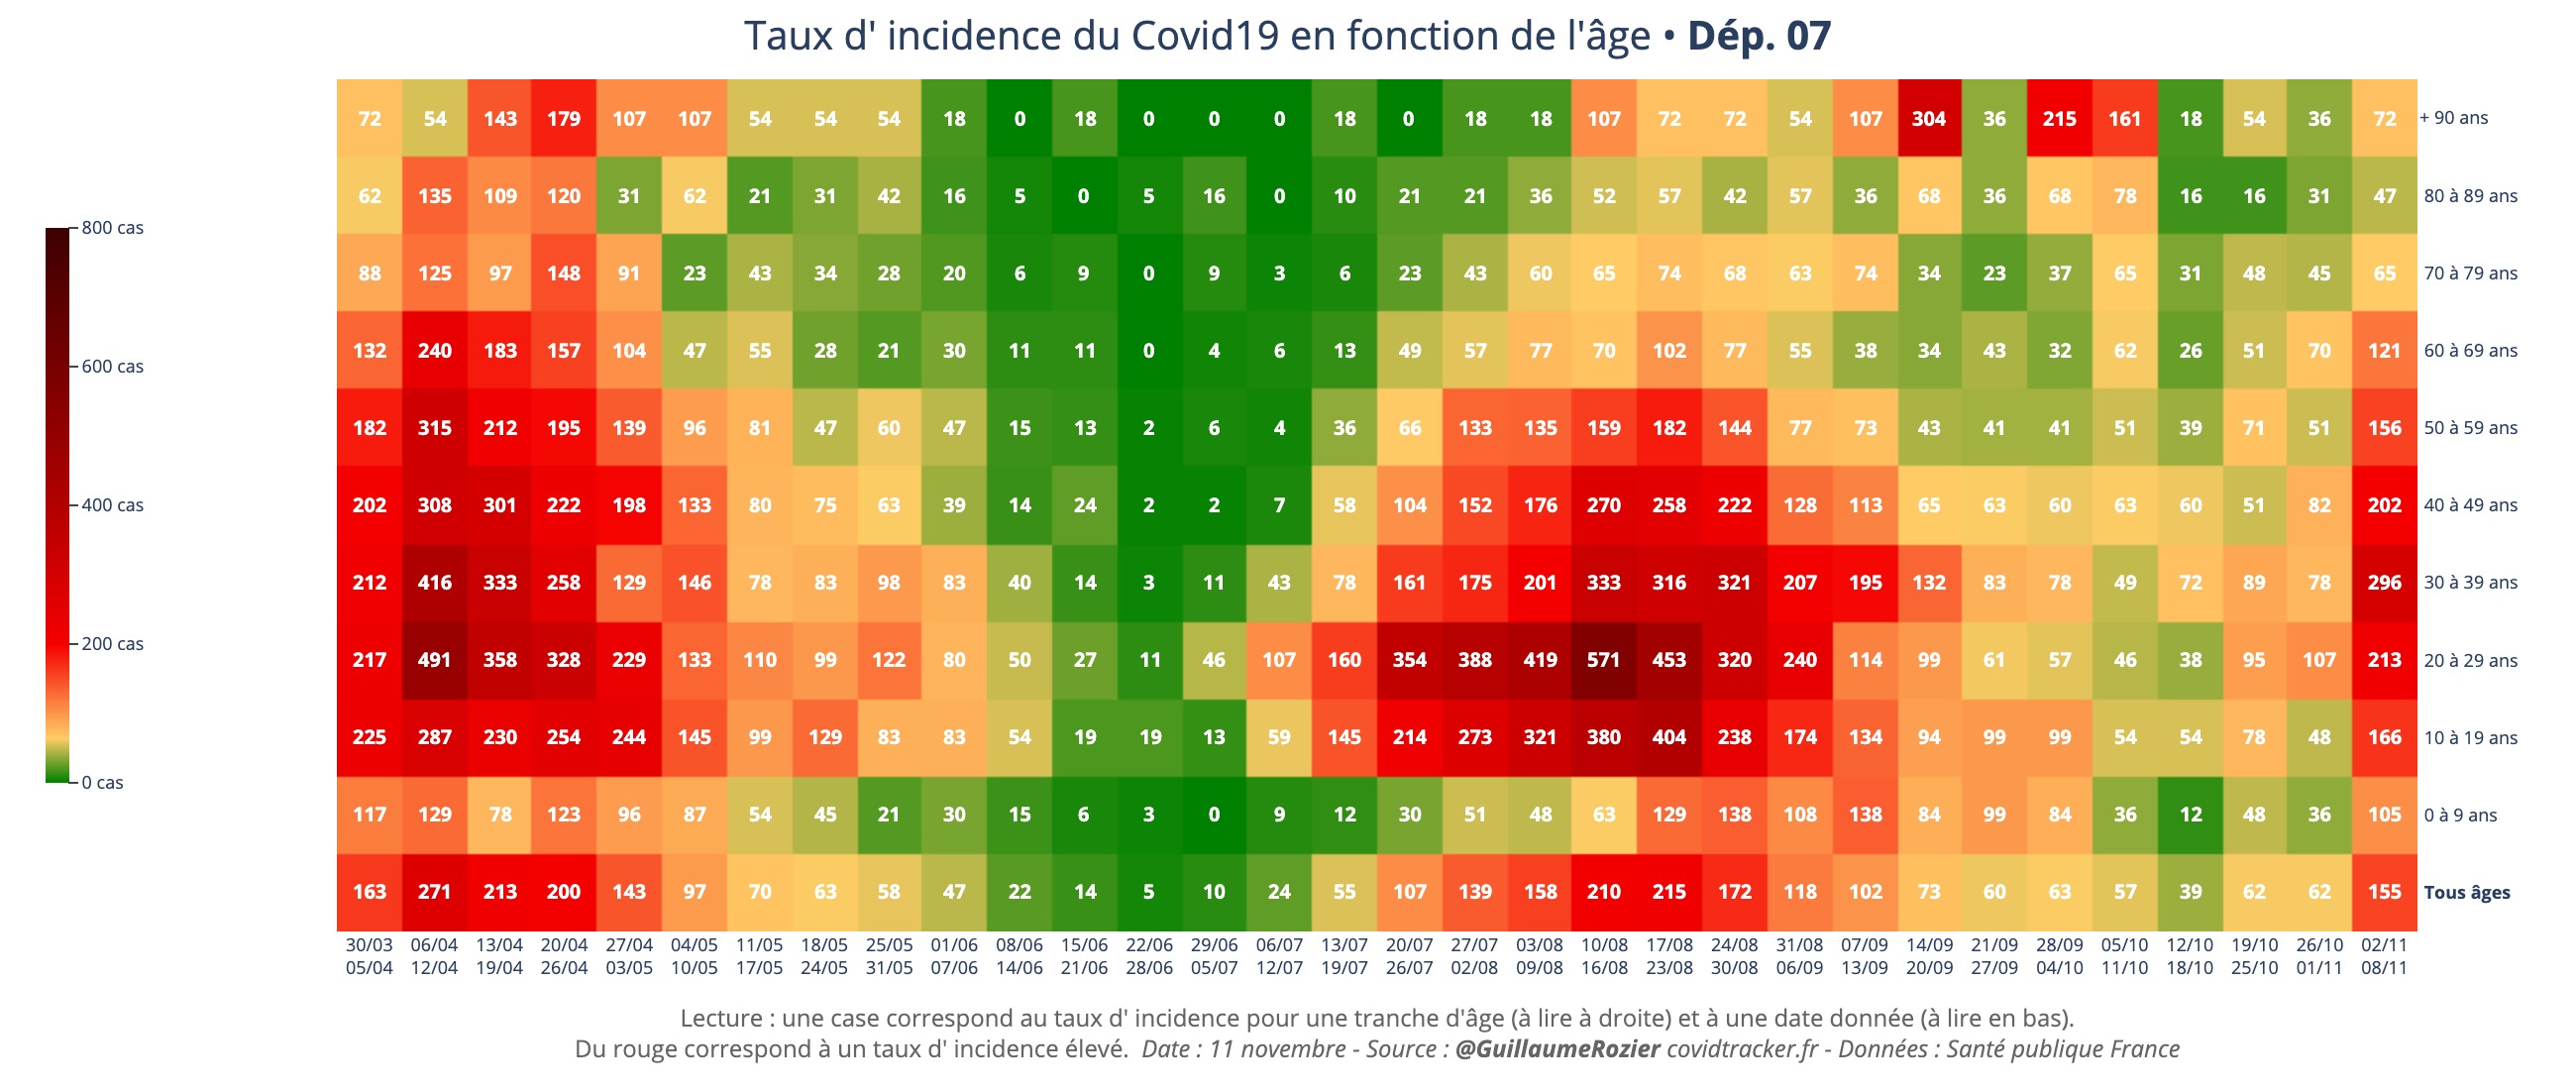 Taux d' incidence du Covid19 en fonction de l'âge • Dép. 07
800 cas
600 cas
400 cas
200 cas
0 cas
72 54 143 179 107 107 54 54 54 18 0 18 0 0 0 18 0 18 18 107 72 72 54 107 304 36 215 161 18 54 36 72 + 90 ans
62 135 109 120 31 62 21 31 42 16 5 0 5 16 0 10 21 21 36 52 57 42 57 36 68 36 68 78 16 16 31 47 80 à 89 ans
88 125 97 148 91 23 43 34 28 20 6 9 0 9 3 6 23 43 60 65 74 68 63 74 34 23 37 65 31 48 45 65 70 à 79 ans
132 240 183 157 104 47 55 28 21 30 11 11 0 4 6 13 49 57 77 70 102 77 55 38 34 43 32 62 26 51 70 121 60 à 69 ans
182 315 212 195 139 96 81 47 60 47 15 13 2 6 4 36 66 133 135 159 182 144 77 73 43 41 41 51 39 71 51 156 50 à 59 ans
202 308 301 222 198 133 80 75 63 39 14 24 2 2 7 58 104 152 176 270 258 222 128 113 65 63 60 63 60 51 82 202 40 à 49 ans
212 416 333 258 129 146 78 83 98 83 40 14 3 11 43 78 161 175 201 333 316 321 207 195 132 83 78 49 72 89 78 296 30 à 39 ans
217 491 358 328 229 133 110 99 122 80 50 27 11 46 107 160 354 388 419 571 453 320 240 114 99 61 57 46 38 95 107 213 20 à 29 ans
225 287 230 254 244 145 99 129 83 83 54 19 19 13 59 145 214 273 321 380 404 238 174 134 94 99 99 54 54 78 48 166 10 à 19 ans
117 129 78 123 96 87 54 45 21 30 15 6 3 0 9 12 30 51 48 63 129 138 108 138 84 99 84 36 12 48 36 105 0 à 9 ans
163 271 213 200 143 97 70 63 58 47 22 14 5 10 24 55 107 139 158 210 215 172 118 102 73 60 63 57 39 62 62 155 Tous âges
30/03 06/04 13/04 20/04 27/04 04/05 11/05 18/05 25/05 01/06 08/06 15/06 22/06 29/06 06/07 13/07 20/07 27/07 03/08 10/08 17/08 24/08 31/08 07/09 14/09 21/09 28/09 05/10 12/10 19/10 26/10 02/11
05/04 12/04 19/04 26/04 03/05 10/05 17/05 24/05 31/05 07/06 14/06 21/06 28/06 05/07 12/07 19/07 26/07 02/08 09/08 16/08 23/08 30/08 06/09 13/09 20/09 27/09 04/10 11/10 18/10 25/10 01/11 08/11
Lecture : une case correspond au taux d' incidence pour une tranche d'âge (à lire à droite) et à une date donnée (à lire en bas).
Du rouge correspond à un taux d' incidence élevé. Date : 11 novembre - Source : @GuillaumeRozier covidtracker.fr - Données : Santé publique France